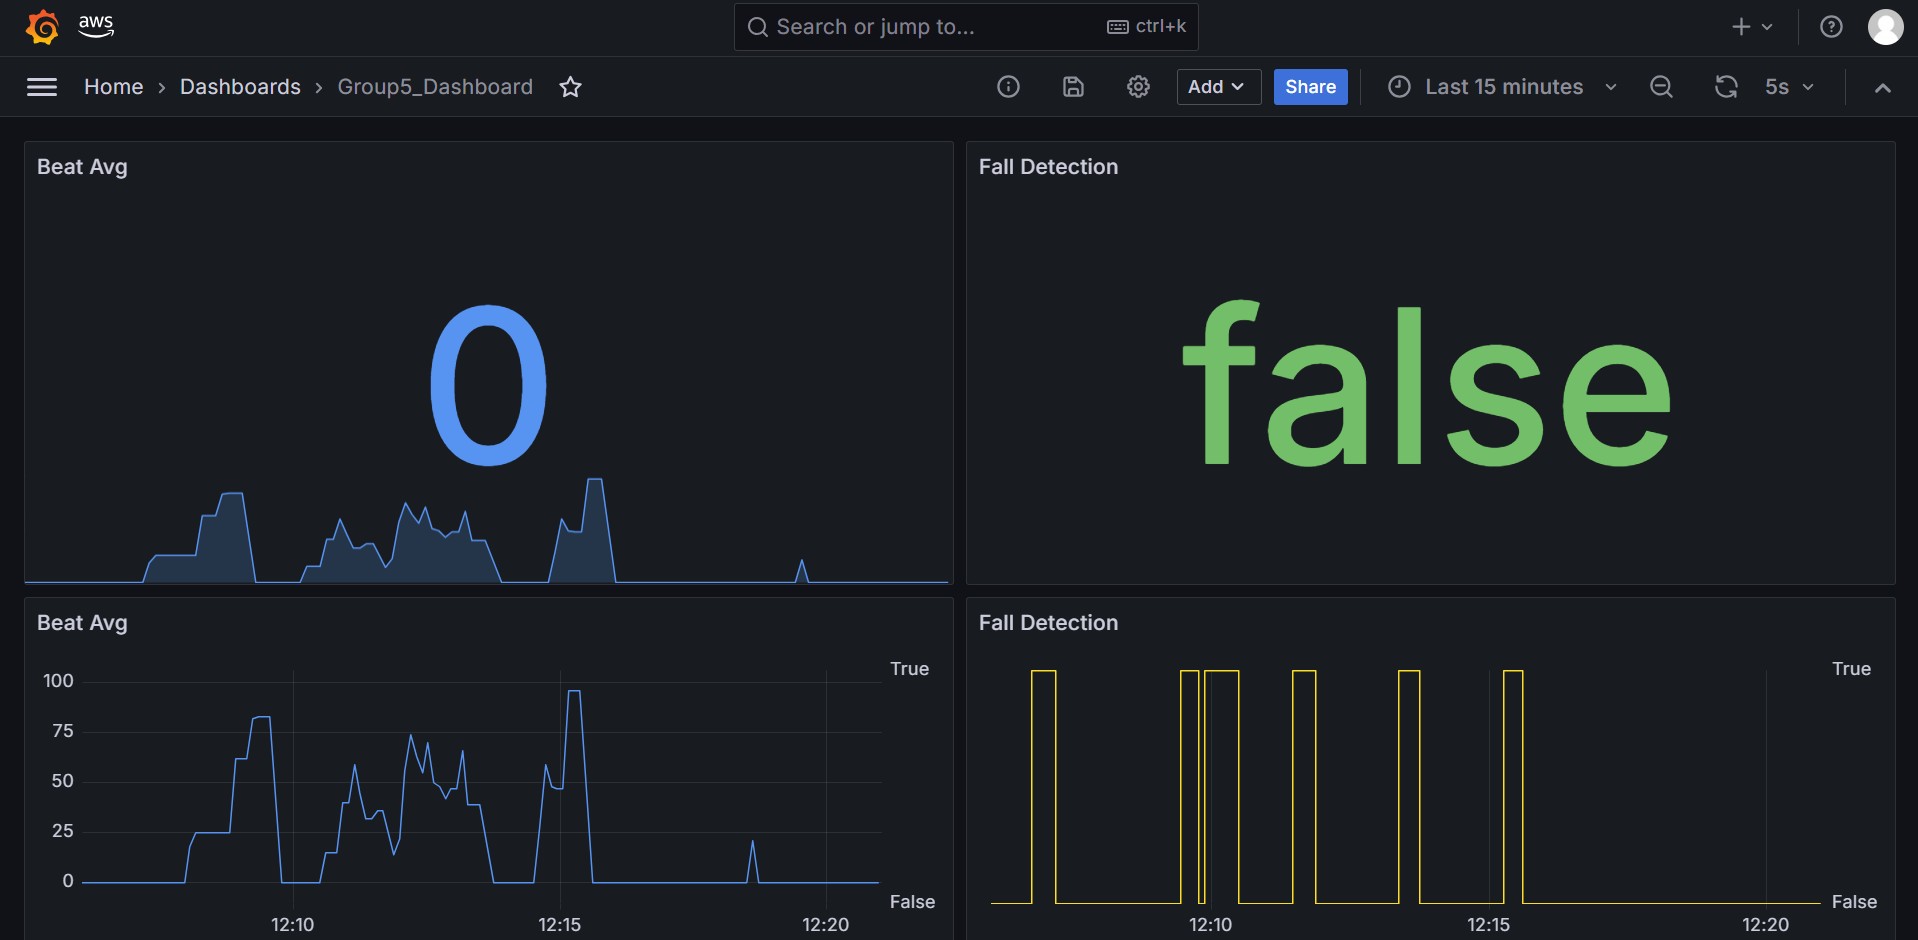 aws
Search or jump to...
ctrl+k
Home
Dashboards
Group5_Dashboard
Add
Share
Last 15 minutes
5s
Beat Avg
0
Fall Detection
false
Beat Avg
100
75
50
25
0
True
False
12:10
12:15
12:20
Fall Detection
True
False
12:10
12:15
12:20